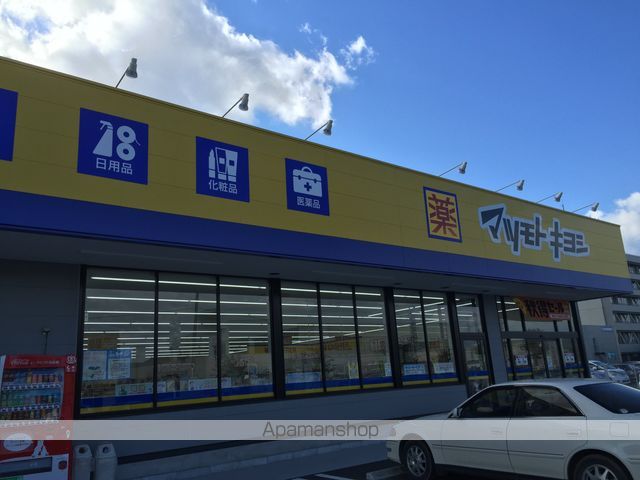 日用品
化粧品
医薬品
薬
マツモトキヨシ
Apamanshop